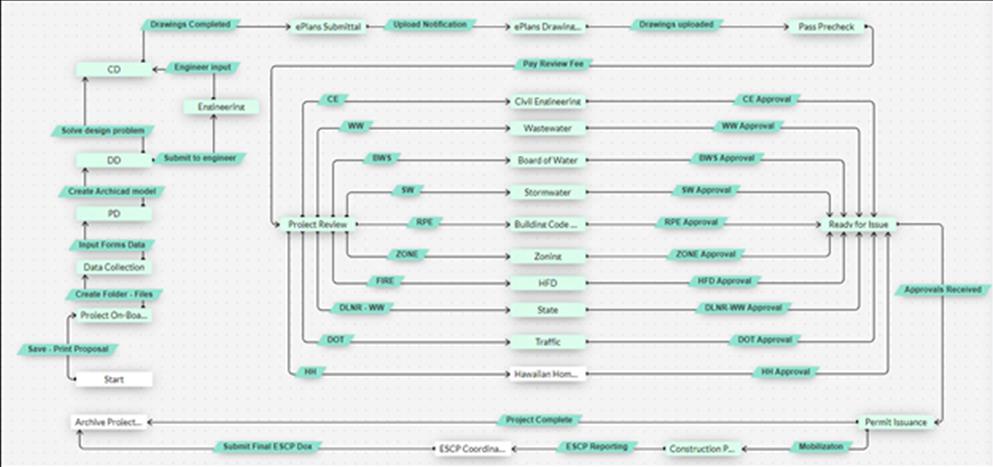 Drawings Completed
ePlans Submittal
Upload Notification
ePlans Drawing...
Drawings uploaded
Pass Precheck
CD
Engineer input
Pay Review Fee
Engineering
CE
Civil Engineering
CE Approval
WW
Wastewater
WW Approval
Solve design problem
DD
Submit to engineer
BWS
Board of Water
BWS Approval
Create Archicad model
SW
Stormwater
SW Approval
PD
Project Review
RPE
Building Code ...
RPE Approval
Ready for Issue
Input Forms Data
ZONE
Zoning
ZONE Approval
Data Collection
FIRE
HFD
HFD Approval
Approvals Received
Create Folder - Files
DLNR - WW
State
DLNR-WW Approval
Project On-Boa...
DOT
Traffic
DOT Approval
Save - Print Proposal
Start
HH
Hawaiian Hom...
HH Approval
Archive Project...
Project Complete
Permit Issuance
Submit Final ESCP Dox
ESCP Coordina...
ESCP Reporting
Construction P...
Mobilizaton